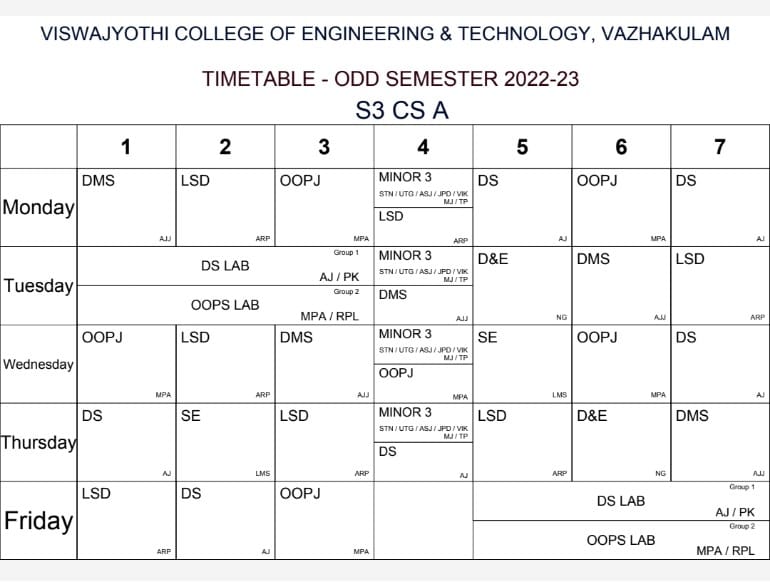 VISWAJYOTHI COLLEGE OF ENGINEERING & TECHNOLOGY, VAZHAKULAM
TIMETABLE - ODD SEMESTER 2022-23
S3 CS A
1 2 3 4 5 6 7
Monday
DMS
AJJ
LSD
ARP
OOPJ
MPA
MINOR 3
STN / UTG / ASJ / JPD / VIK
MJ / TP
LSD
ARP
DS
AJ
OOPJ
MPA
DS
AJ
Tuesday
DS LAB
Group 1
AJ / PK
OOPS LAB
Group 2
MPA / RPL
MINOR 3
STN / UTG / ASJ / JPD / VIK
MJ / TP
DMS
AJJ
D&E
NG
DMS
AJJ
LSD
ARP
Wednesday
OOPJ
MPA
LSD
ARP
DMS
AJJ
MINOR 3
STN / UTG / ASJ / JPD / VIK
MJ / TP
OOPJ
MPA
SE
LMS
OOPJ
MPA
DS
AJ
Thursday
DS
AJ
SE
LMS
LSD
ARP
MINOR 3
STN / UTG / ASJ / JPD / VIK
MJ / TP
DS
AJ
LSD
ARP
D&E
NG
DMS
AJJ
Friday
LSD
ARP
DS
AJ
OOPJ
MPA
DS LAB
Group 1
AJ / PK
OOPS LAB
Group 2
MPA / RPL